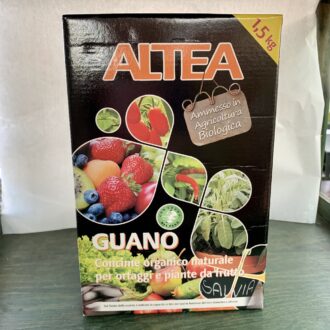 ALTEA
1,5 kg
Ammesso in
Agricoltura
Biologica
GUANO
Concime organico naturale
per ortaggi e piante da frutto
SALVIA